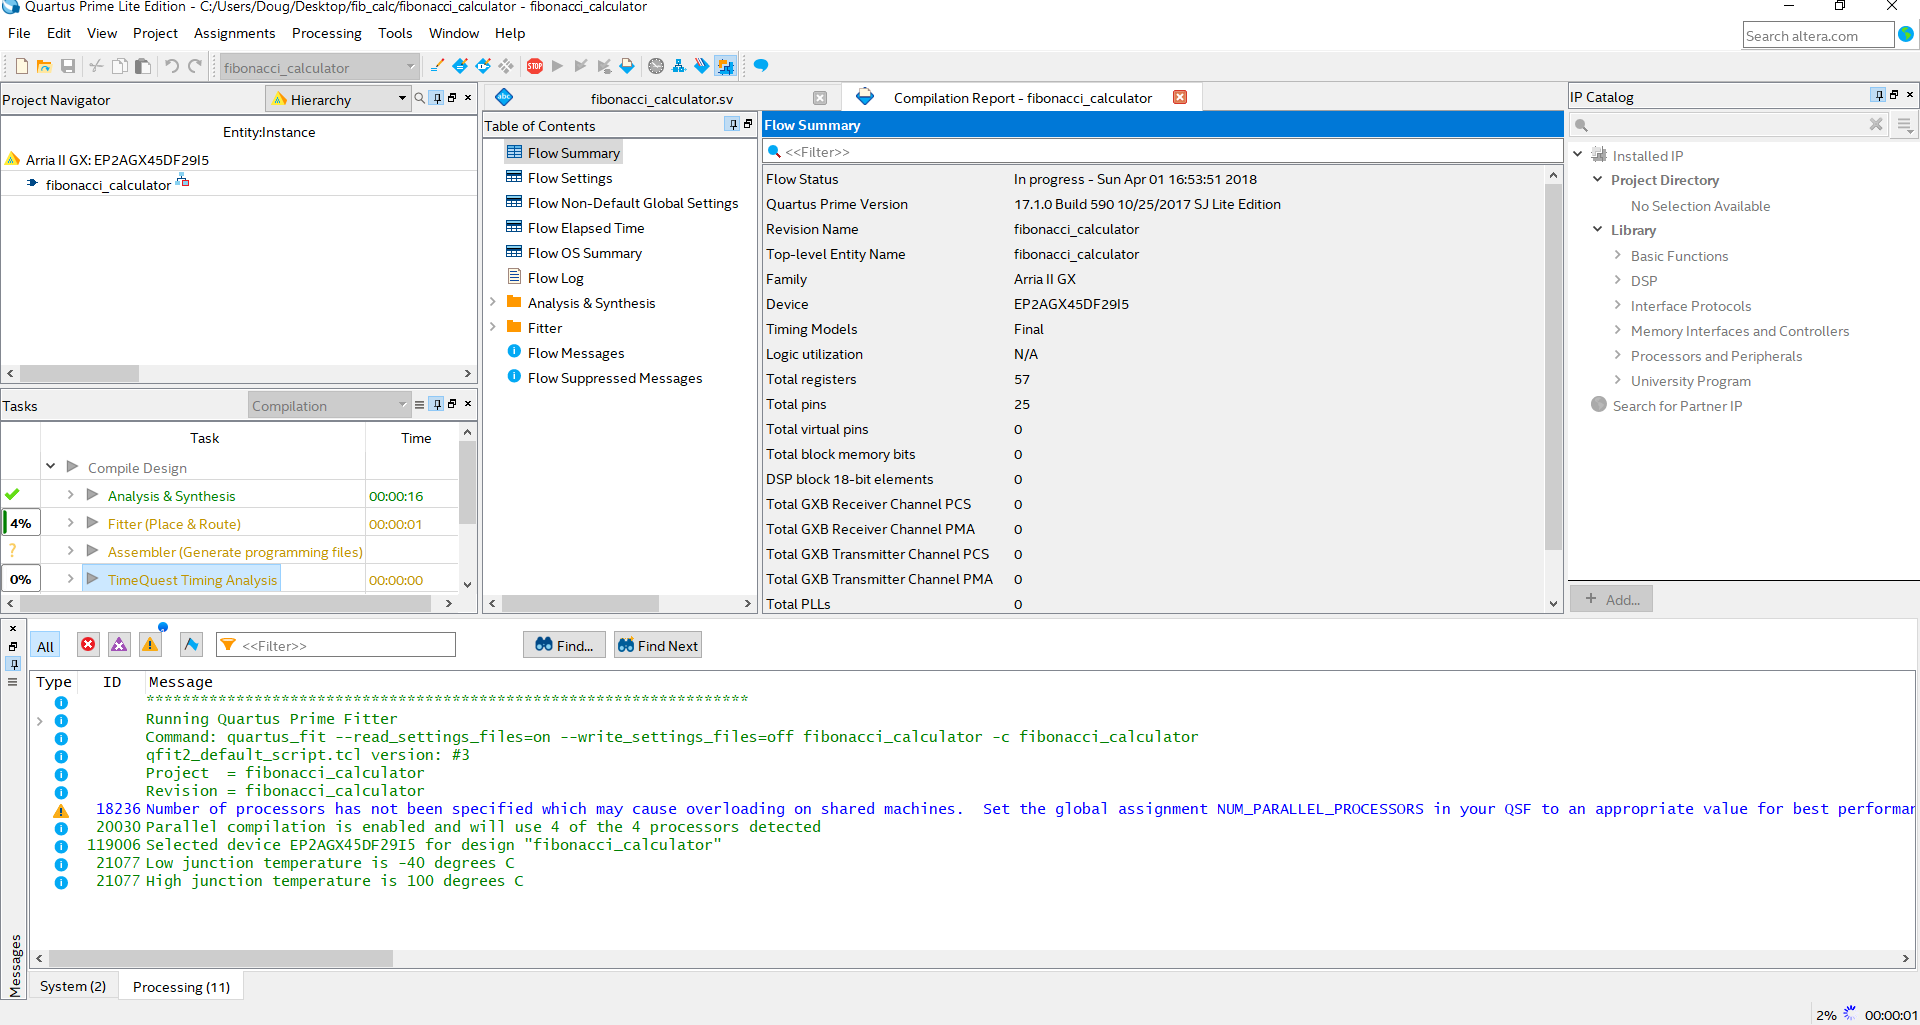 Quartus Prime Lite Edition - C:/Users/Doug/Desktop/fib_calc/fibonacci_calculator - fibonacci_calculator
File Edit View Project Assignments Processing Tools Window Help
Search altera.com
fibonacci_calculator
STOP
Project Navigator
Hierarchy
Entity:Instance
Arria II GX: EP2AGX45DF29I5
fibonacci_calculator
Tasks
Compilation
Task Time
Compile Design
Analysis & Synthesis 00:00:16
4% Fitter (Place & Route) 00:00:01
? Assembler (Generate programming files)
0% TimeQuest Timing Analysis 00:00:00
abc fibonacci_calculator.sv
Compilation Report - fibonacci_calculator
Table of Contents
Flow Summary
Flow Settings
Flow Non-Default Global Settings
Flow Elapsed Time
Flow OS Summary
Flow Log
Analysis & Synthesis
Fitter
Flow Messages
Flow Suppressed Messages
Flow Summary
<<Filter>>
Flow Status In progress - Sun Apr 01 16:53:51 2018
Quartus Prime Version 17.1.0 Build 590 10/25/2017 SJ Lite Edition
Revision Name fibonacci_calculator
Top-level Entity Name fibonacci_calculator
Family Arria II GX
Device EP2AGX45DF29I5
Timing Models Final
Logic utilization N/A
Total registers 57
Total pins 25
Total virtual pins 0
Total block memory bits 0
DSP block 18-bit elements 0
Total GXB Receiver Channel PCS 0
Total GXB Receiver Channel PMA 0
Total GXB Transmitter Channel PCS 0
Total GXB Transmitter Channel PMA 0
Total PLLs 0
IP Catalog
Installed IP
Project Directory
No Selection Available
Library
Basic Functions
DSP
Interface Protocols
Memory Interfaces and Controllers
Processors and Peripherals
University Program
Search for Partner IP
+ Add...
All
<<Filter>>
Find...
Find Next
Type ID Message
*******************************************************************
Running Quartus Prime Fitter
Command: quartus_fit --read_settings_files=on --write_settings_files=off fibonacci_calculator -c fibonacci_calculator
qfit2_default_script.tcl version: #3
Project  = fibonacci_calculator
Revision = fibonacci_calculator
18236 Number of processors has not been specified which may cause overloading on shared machines.  Set the global assignment NUM_PARALLEL_PROCESSORS in your QSF to an appropriate value for best performan
20030 Parallel compilation is enabled and will use 4 of the 4 processors detected
119006 Selected device EP2AGX45DF29I5 for design "fibonacci_calculator"
21077 Low junction temperature is -40 degrees C
21077 High junction temperature is 100 degrees C
Messages
System (2)
Processing (11)
2% 00:00:01